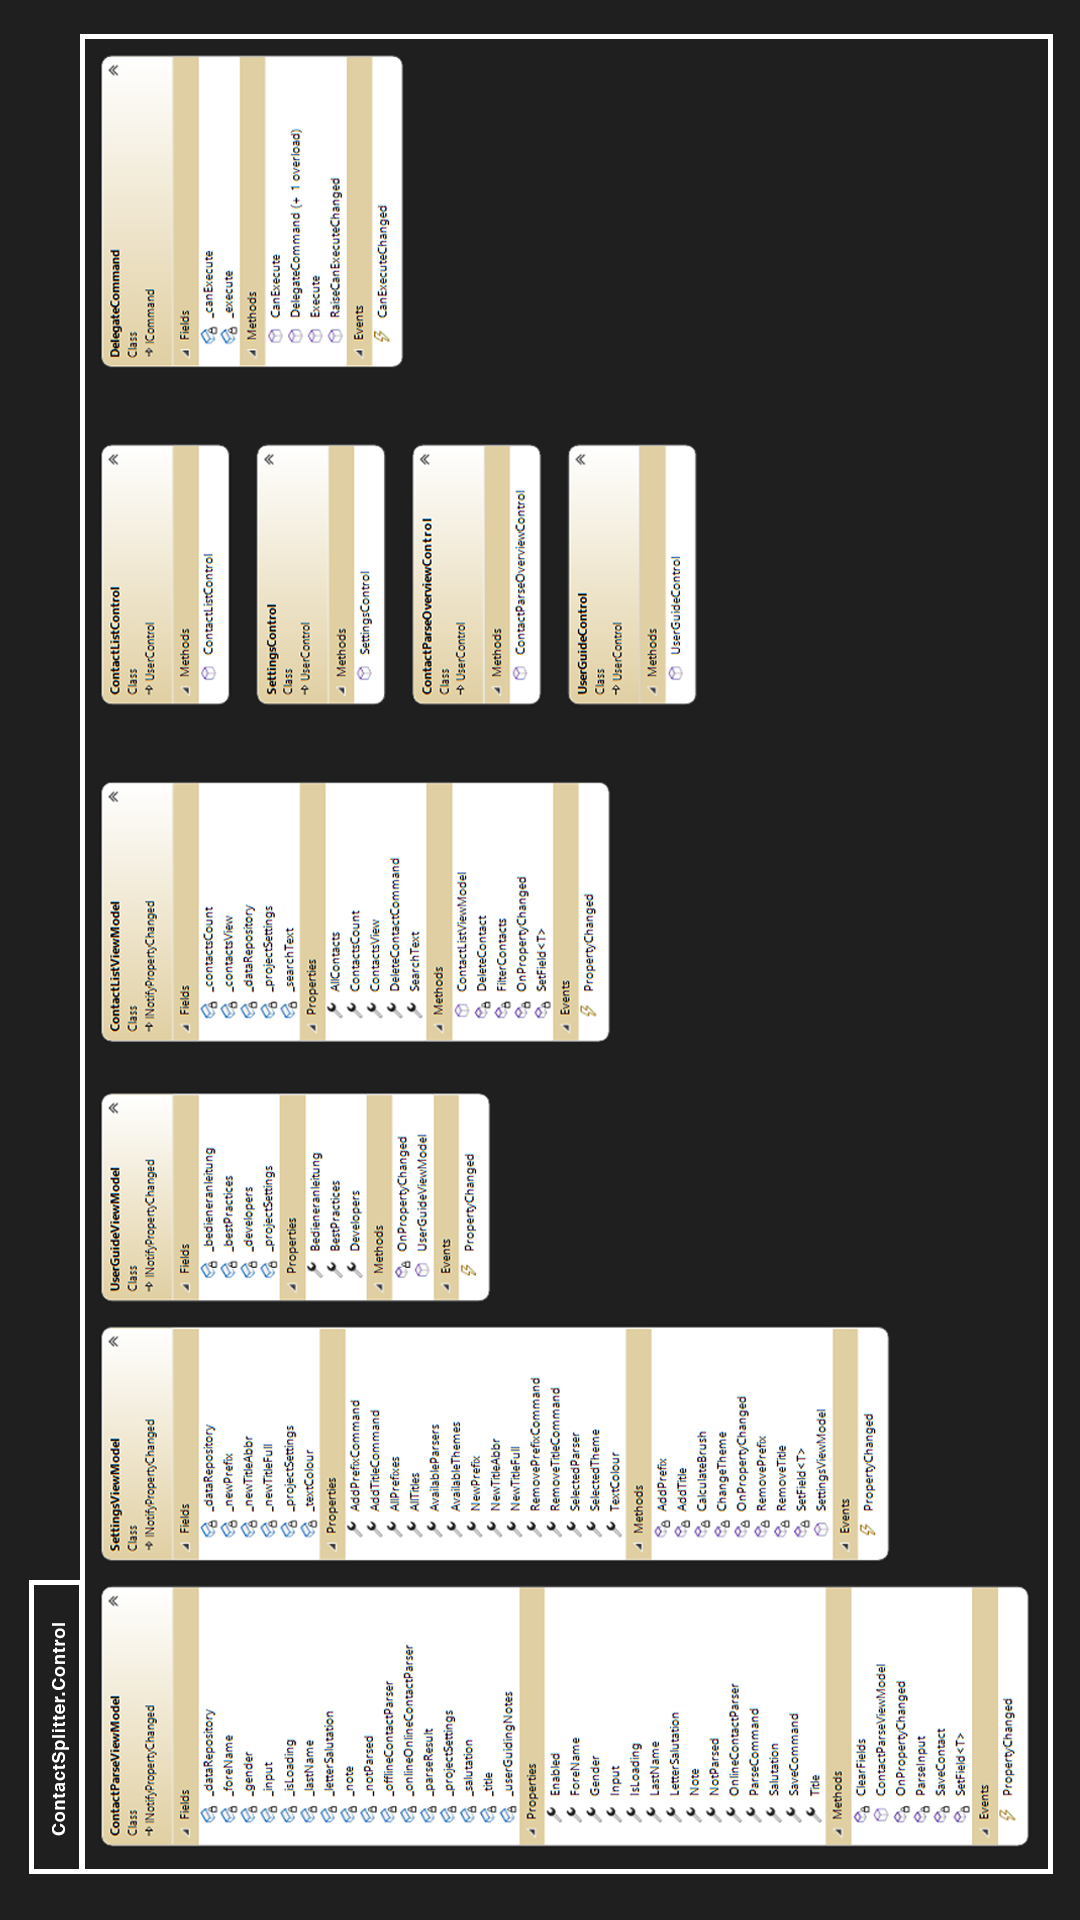 ContactSplitter.Control
ContactParseViewModel
Class
INotifyPropertyChanged
Fields
_dataRepository
_foreName
_gender
_input
_isLoading
_lastName
_letterSalutation
_note
_notParsed
_offlineContactParser
_onlineOnlineContactParser
_parseResult
_projectSettings
_salutation
_title
_userGuidingNotes
Properties
Enabled
ForeName
Gender
Input
IsLoading
LastName
LetterSalutation
Note
NotParsed
OnlineContactParser
ParseCommand
Salutation
SaveCommand
Title
Methods
ClearFields
ContactParseViewModel
OnPropertyChanged
ParseInput
SaveContact
SetField<T>
Events
PropertyChanged
SettingsViewModel
Class
INotifyPropertyChanged
Fields
_dataRepository
_newPrefix
_newTitleAbbr
_newTitleFull
_projectSettings
_textColour
Properties
AddPrefixCommand
AddTitleCommand
AllPrefixes
AllTitles
AvailableParsers
AvailableThemes
NewPrefix
NewTitleAbbr
NewTitleFull
RemovePrefixCommand
RemoveTitleCommand
SelectedParser
SelectedTheme
TextColour
Methods
AddPrefix
AddTitle
CalculateBrush
ChangeTheme
OnPropertyChanged
RemovePrefix
RemoveTitle
SetField<T>
SettingsViewModel
Events
PropertyChanged
UserGuideViewModel
Class
INotifyPropertyChanged
Fields
_bedieneranleitung
_bestPractices
_developers
_projectSettings
Properties
Bedieneranleitung
BestPractices
Developers
Methods
OnPropertyChanged
UserGuideViewModel
Events
PropertyChanged
ContactListViewModel
Class
INotifyPropertyChanged
Fields
_contactsCount
_contactsView
_dataRepository
_projectSettings
_searchText
Properties
AllContacts
ContactsCount
ContactsView
DeleteContactCommand
SearchText
Methods
ContactListViewModel
DeleteContact
FilterContacts
OnPropertyChanged
SetField<T>
Events
PropertyChanged
ContactListControl
Class
UserControl
Methods
ContactListControl
SettingsControl
Class
UserControl
Methods
SettingsControl
ContactParseOverviewControl
Class
UserControl
Methods
ContactParseOverviewControl
UserGuideControl
Class
UserControl
Methods
UserGuideControl
DelegateCommand
Class
ICommand
Fields
_canExecute
_execute
Methods
CanExecute
DelegateCommand (+ 1 overload)
Execute
RaiseCanExecuteChanged
Events
CanExecuteChanged